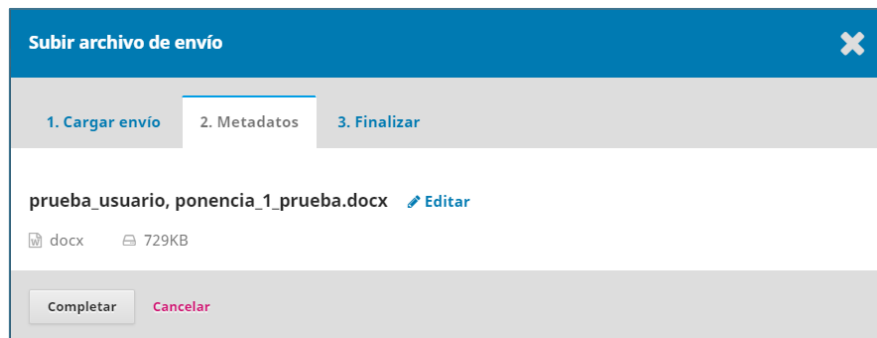 Subir archivo de envío
1. Cargar envío 2. Metadatos 3. Finalizar
prueba_usuario, ponencia_1_prueba.docx Editar
docx 729KB
Completar Cancelar